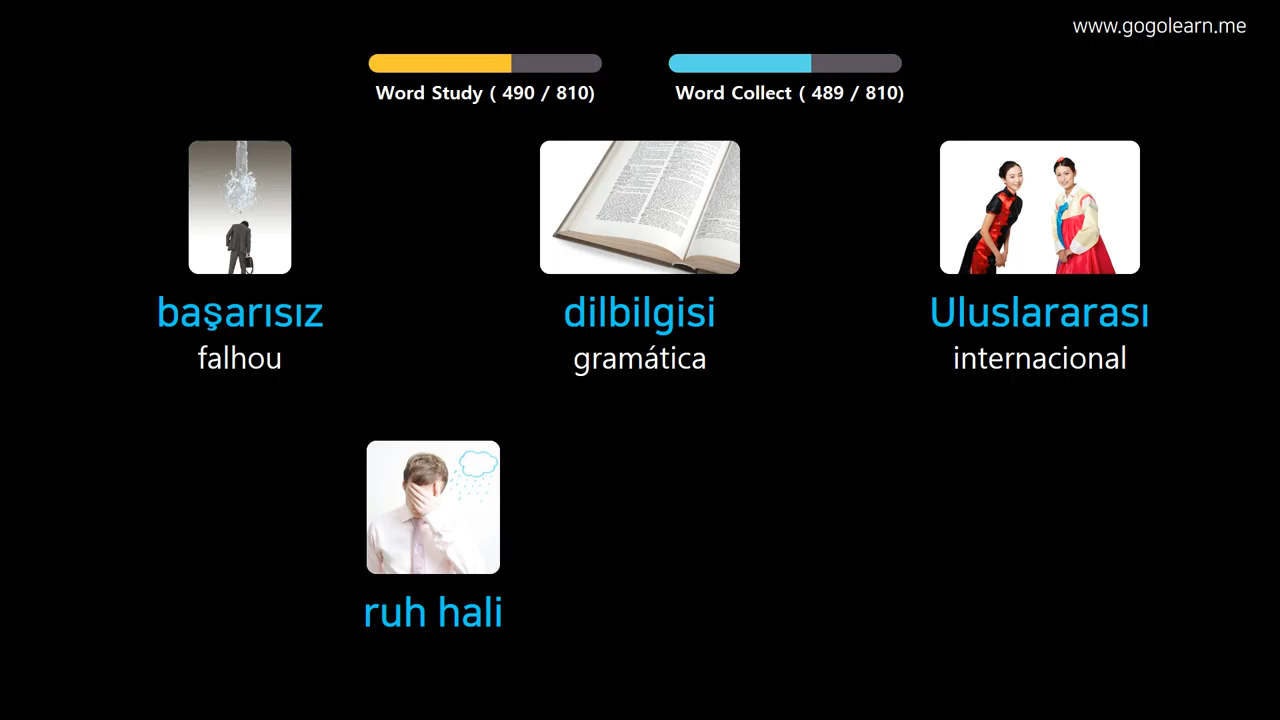 www.gogolearn.me
Word Study ( 490 / 810)
Word Collect ( 489 / 810)
başarısız
falhou
dilbilgisi
gramática
Uluslararası
internacional
ruh hali